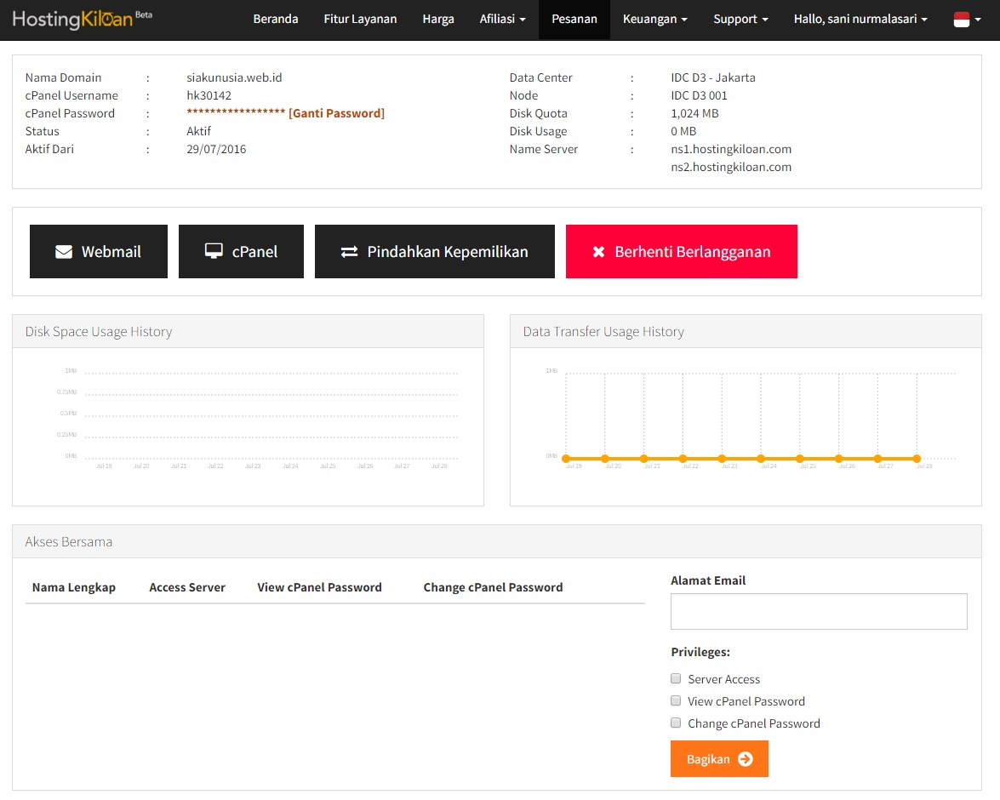 HostingKiloan Beta
Beranda Fitur Layanan Harga Afiliasi Pesanan Keuangan Support Hallo, sani nurmalasari
Nama Domain : siakunusia.web.id
cPanel Username : hk30142
cPanel Password : ***************** [Ganti Password]
Status : Aktif
Aktif Dari : 29/07/2016
Data Center : IDC D3 - Jakarta
Node : IDC D3 001
Disk Quota : 1,024 MB
Disk Usage : 0 MB
Name Server : ns1.hostingkiloan.com
ns2.hostingkiloan.com
Webmail cPanel Pindahkan Kepemilikan Berhenti Berlangganan
Disk Space Usage History
1MB
0.75MB
0.5MB
0.25MB
0MB
Jul 19 Jul 20 Jul 21 Jul 22 Jul 23 Jul 24 Jul 25 Jul 26 Jul 27 Jul 28
Data Transfer Usage History
1MB
0MB
Jul 19 Jul 20 Jul 21 Jul 22 Jul 23 Jul 24 Jul 25 Jul 26 Jul 27 Jul 28
Akses Bersama
Nama Lengkap Access Server View cPanel Password Change cPanel Password
Alamat Email
Privileges:
Server Access
View cPanel Password
Change cPanel Password
Bagikan